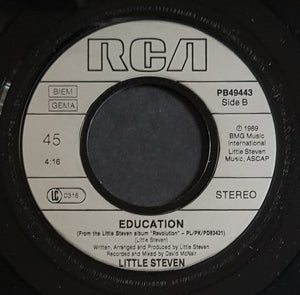 RCA
BIEM
GEMA
PB49443
Side B
45
4:16
℗ 1989
BMG Music
International
Little Steven
Music, ASCAP
LC 0316
STEREO
EDUCATION
(From the Little Steven album "Revolution" – PL/PK/PD83431)
(Little Steven)
Written, Arranged and Produced by Little Steven
Recorded and Mixed by David McNair
LITTLE STEVEN